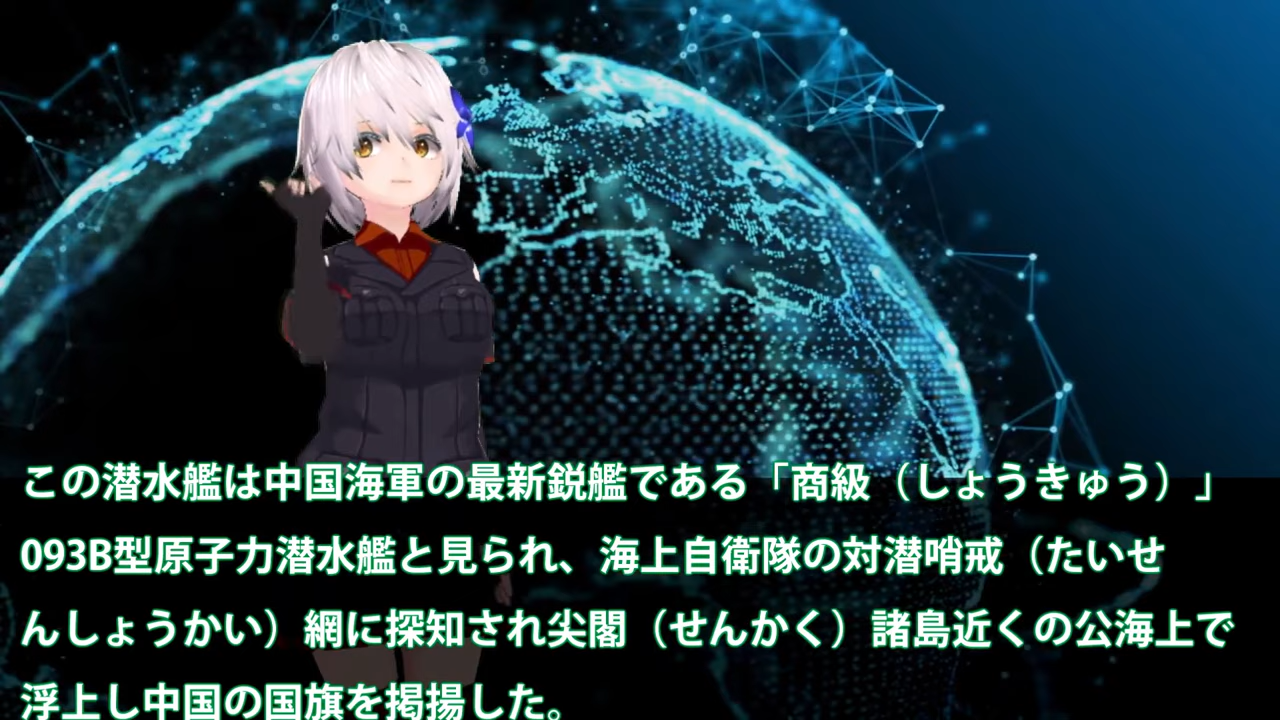 この潜水艦は中国海軍の最新鋭艦である「商級（しょうきゅう）」
093B型原子力潜水艦と見られ、海上自衛隊の対潜哨戒（たいせ
んしょうかい）網に探知され尖閣（せんかく）諸島近くの公海上で
浮上し中国の国旗を掲揚した。